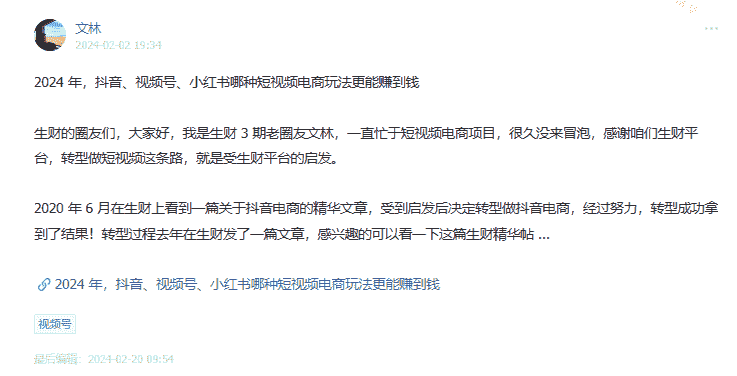 文林
2024-02-02 19:34
2024 年，抖音、视频号、小红书哪种短视频电商玩法更能赚到钱
生财的圈友们，大家好，我是生财 3 期老圈友文林，一直忙于短视频电商项目，很久没来冒泡，感谢咱们生财平
台，转型做短视频这条路，就是受生财平台的启发。
2020 年 6 月在生财上看到一篇关于抖音电商的精华文章，受到启发后决定转型做抖音电商，经过努力，转型成功拿
到了结果！转型过程去年在生财发了一篇文章，感兴趣的可以看一下这篇生财精华帖 ...
2024 年，抖音、视频号、小红书哪种短视频电商玩法更能赚到钱
视频号
最后编辑：2024-02-20 09:54